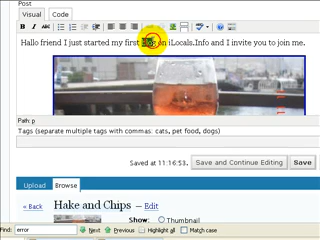 Post
Visual Code
B I ABC
Hallo friend I just started my first blog on iLocals.Info and I invite you to join me.
Path: p
Tags (separate multiple tags with commas: cats, pet food, dogs)
Saved at 11:16:53. Save and Continue Editing Save
Upload Browse
« Back Hake and Chips — Edit
Show: Thumbnail
Find: error Next Previous Highlight all Match case